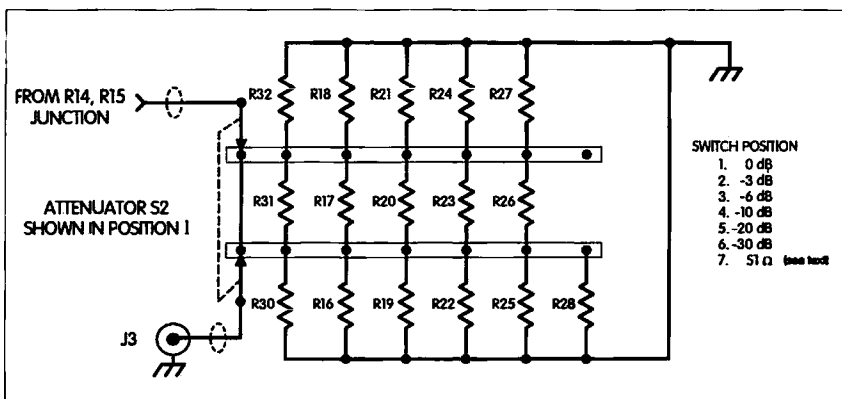 FROM R14, R15
JUNCTION
R32 R18 R21 R24 R27
SWITCH POSITION
1. 0 dB
2. -3 dB
3. -6 dB
4. -10 dB
5. -20 dB
6. -30 dB
7. 51 Ω (see text)
ATTENUATOR S2
SHOWN IN POSITION 1
R31 R17 R20 R23 R26
R30 R16 R19 R22 R25 R28
J3